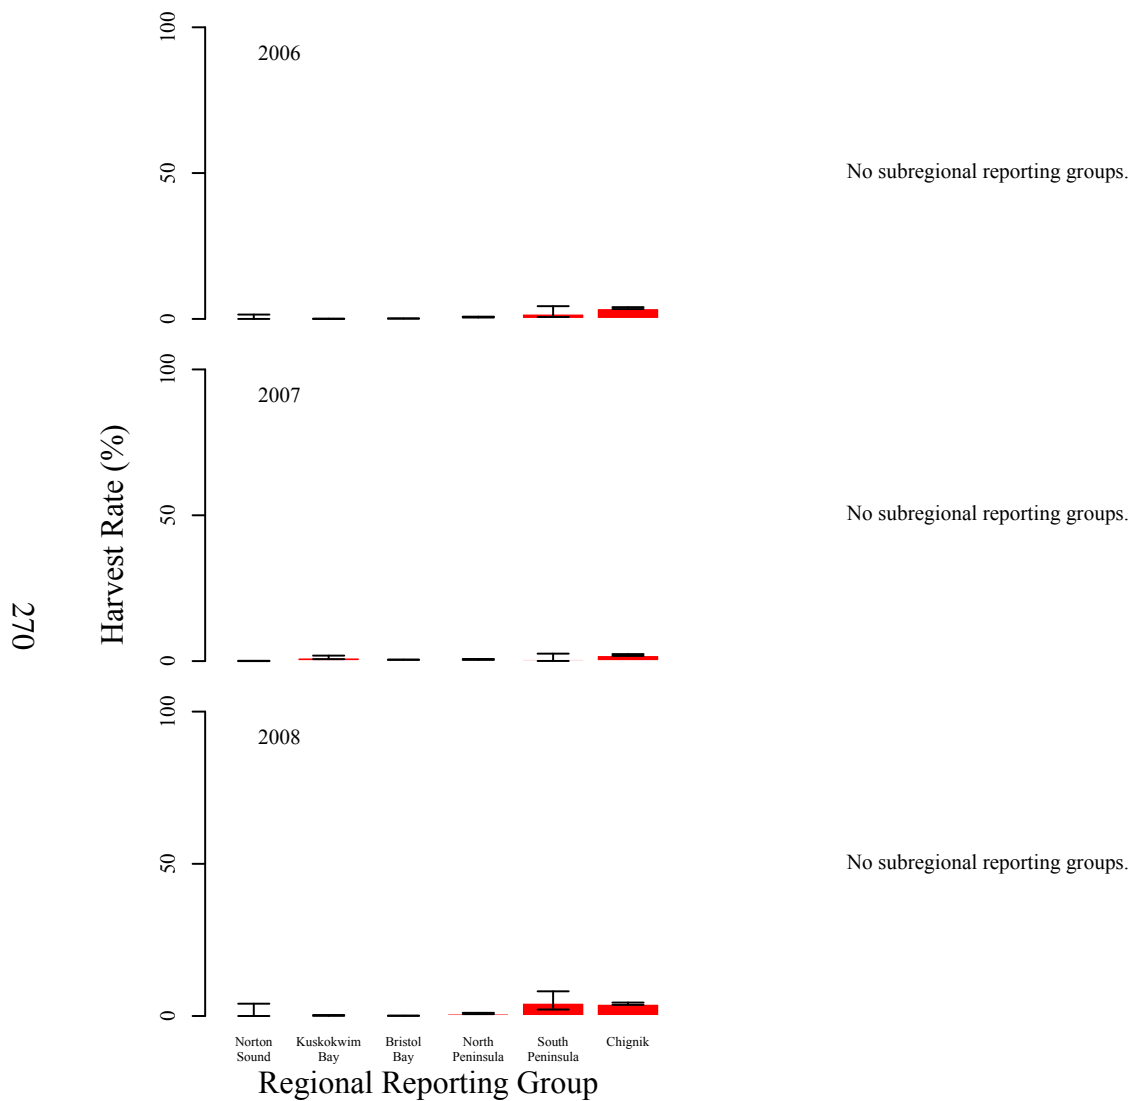 2006
100
50
0
No subregional reporting groups.
2007
100
50
0
No subregional reporting groups.
2008
100
50
0
No subregional reporting groups.
Harvest Rate (%)
270
Norton
Sound
Kuskokwim
Bay
Bristol
Bay
North
Peninsula
South
Peninsula
Chignik
Regional Reporting Group